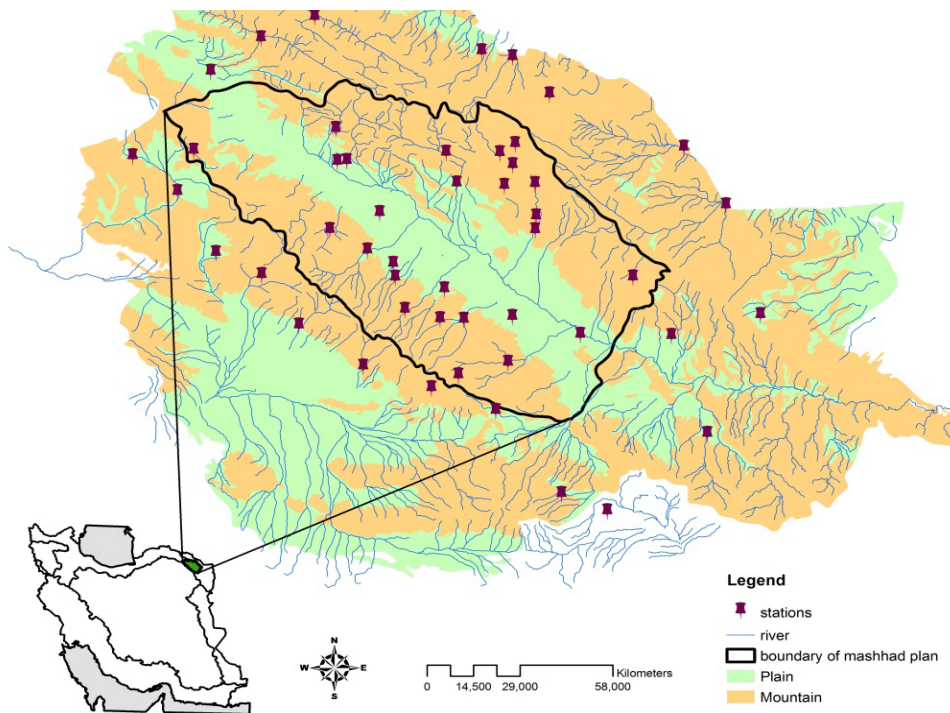 Legend
stations
river
boundary of mashhad plan
Plain
Mountain
N
W E
S
Kilometers
0 14,500 29,000 58,000